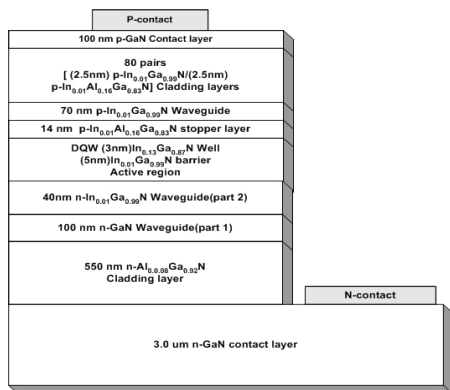 P-contact
100 nm p-GaN Contact layer
80 pairs
[ (2.5nm) p-In₀.₀₁Ga₀.₉₉N/(2.5nm)
p-In₀.₀₁Al₀.₁₆Ga₀.₈₃N] Cladding layers
70 nm p-In₀.₀₁Ga₀.₉₉N Waveguide
14 nm p-In₀.₀₁Al₀.₁₆Ga₀.₈₃N stopper layer
DQW (3nm)In₀.₁₃Ga₀.₈₇N Well
(5nm)In₀.₀₁Ga₀.₉₉N barrier
Active region
40nm n-In₀.₀₁Ga₀.₉₉N Waveguide(part 2)
100 nm n-GaN Waveguide(part 1)
550 nm n-Al₀.₀.₀₈Ga₀.₉₂N
Cladding layer
N-contact
3.0 um n-GaN contact layer